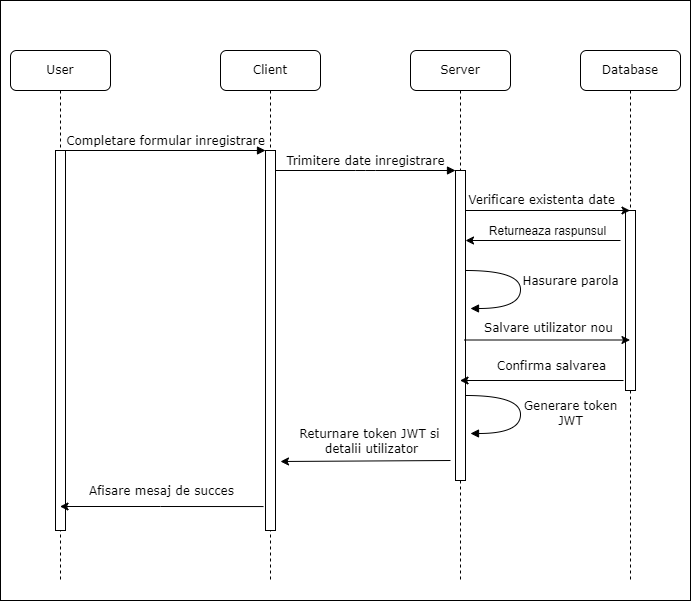 User
Client
Server
Database
Completare formular inregistrare
Trimitere date inregistrare
Verificare existenta date
Returneaza raspunsul
Hasurare parola
Salvare utilizator nou
Confirma salvarea
Generare token
JWT
Returnare token JWT si
detalii utilizator
Afisare mesaj de succes